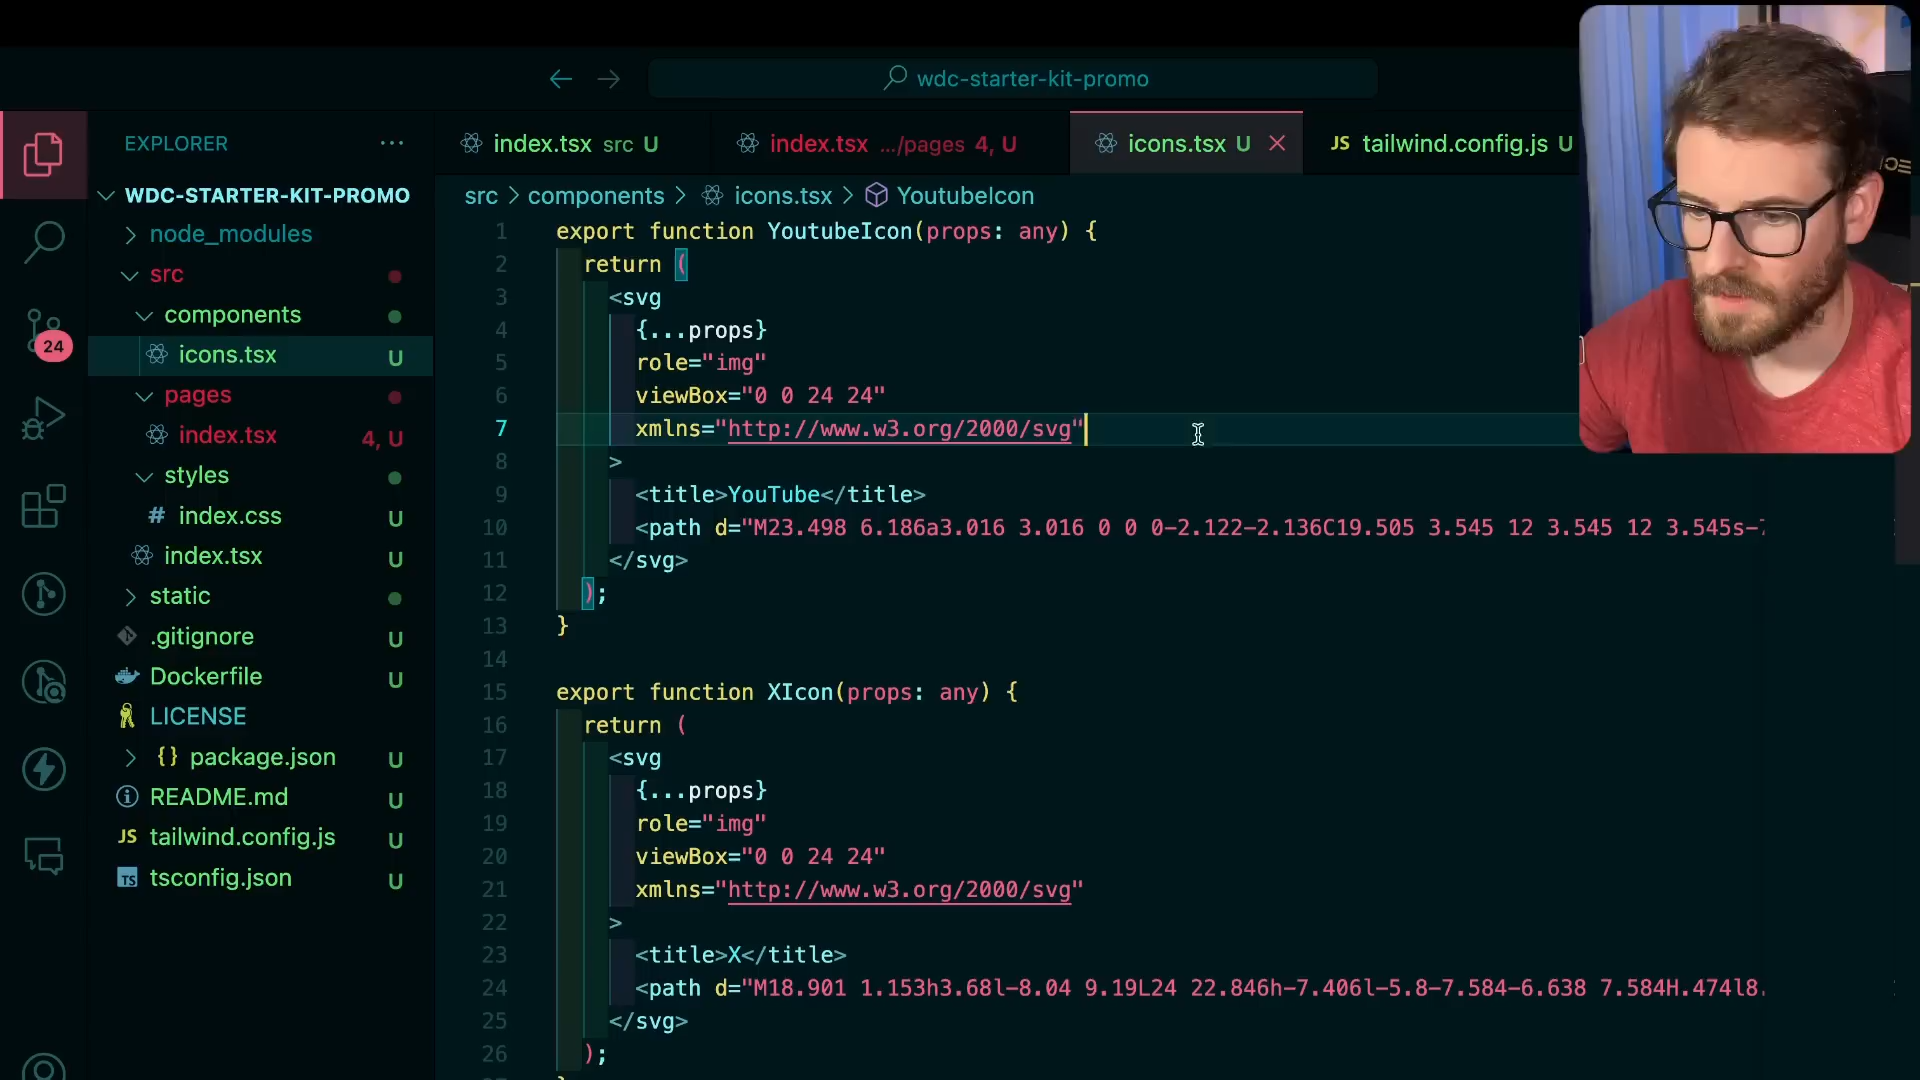 wdc-starter-kit-promo
EXPLORER
index.tsx src U
index.tsx .../pages 4, U
icons.tsx U
JS tailwind.config.js U
WDC-STARTER-KIT-PROMO
node_modules
src
components
icons.tsx U
pages
index.tsx 4, U
styles
# index.css U
index.tsx U
static
.gitignore U
Dockerfile U
LICENSE
{} package.json U
README.md U
JS tailwind.config.js U
TS tsconfig.json U
24
src > components > icons.tsx > YoutubeIcon
1 export function YoutubeIcon(props: any) {
2 return (
3 <svg
4 {...props}
5 role="img"
6 viewBox="0 0 24 24"
7 xmlns="http://www.w3.org/2000/svg"
8 >
9 <title>YouTube</title>
10 <path d="M23.498 6.186a3.016 3.016 0 0 0-2.122-2.136C19.505 3.545 12 3.545 12 3.545s-
11 </svg>
12 );
13 }
14
15 export function XIcon(props: any) {
16 return (
17 <svg
18 {...props}
19 role="img"
20 viewBox="0 0 24 24"
21 xmlns="http://www.w3.org/2000/svg"
22 >
23 <title>X</title>
24 <path d="M18.901 1.153h3.68l-8.04 9.19L24 22.846h-7.406l-5.8-7.584-6.638 7.584H.474l8.
25 </svg>
26 );